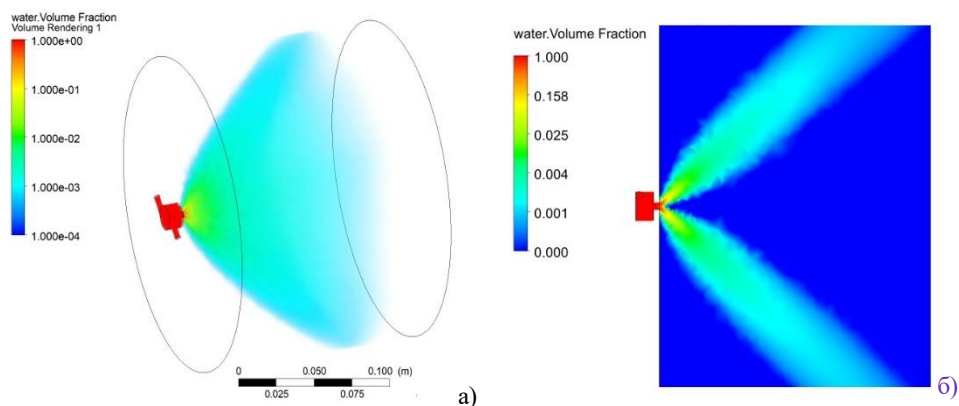 water.Volume Fraction
Volume Rendering 1
1.000e+00
1.000e-01
1.000e-02
1.000e-03
1.000e-04
0 0.050 0.100 (m)
0.025 0.075
а)
water.Volume Fraction
1.000
0.158
0.025
0.004
0.001
0.000
б)